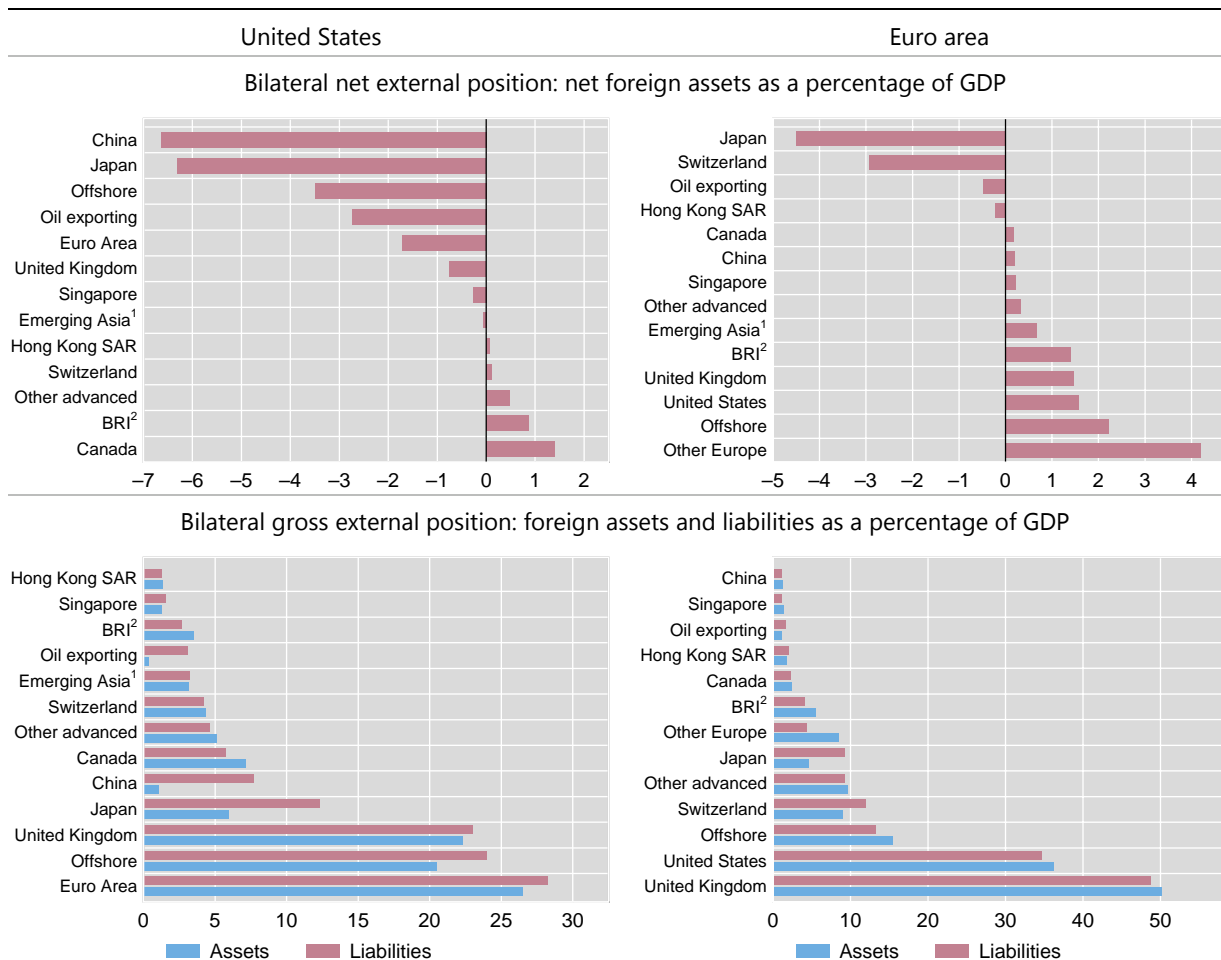 United States
Euro area
Bilateral net external position: net foreign assets as a percentage of GDP
China
Japan
Offshore
Oil exporting
Euro Area
United Kingdom
Singapore
Emerging Asia1
Hong Kong SAR
Switzerland
Other advanced
BRI2
Canada
–7 –6 –5 –4 –3 –2 –1 0 1 2
Japan
Switzerland
Oil exporting
Hong Kong SAR
Canada
China
Singapore
Other advanced
Emerging Asia1
BRI2
United Kingdom
United States
Offshore
Other Europe
–5 –4 –3 –2 –1 0 1 2 3 4
Bilateral gross external position: foreign assets and liabilities as a percentage of GDP
Hong Kong SAR
Singapore
BRI2
Oil exporting
Emerging Asia1
Switzerland
Other advanced
Canada
China
Japan
United Kingdom
Offshore
Euro Area
0 5 10 15 20 25 30
Assets Liabilities
China
Singapore
Oil exporting
Hong Kong SAR
Canada
BRI2
Other Europe
Japan
Other advanced
Switzerland
Offshore
United States
United Kingdom
0 10 20 30 40 50
Assets Liabilities